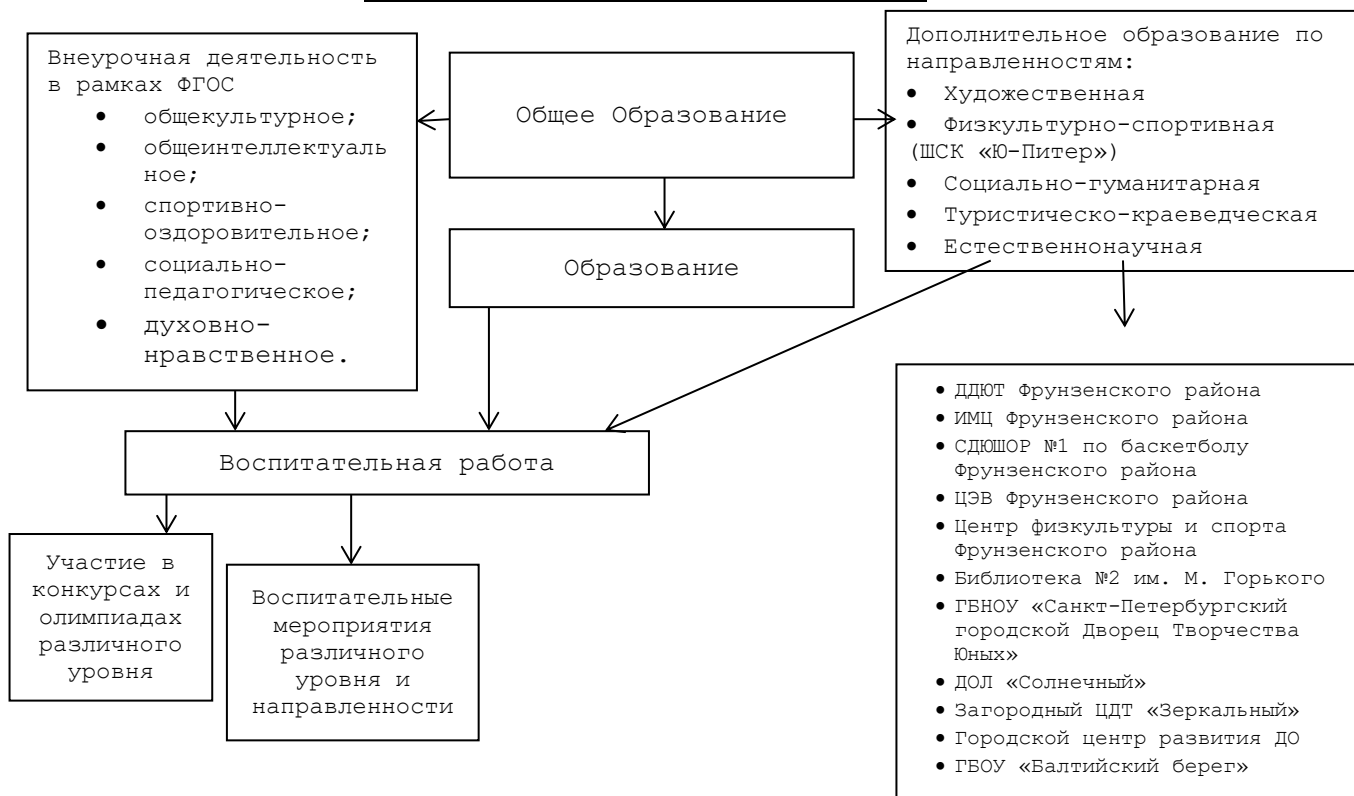 Внеурочная деятельность
в рамках ФГОС
• общекультурное;
• общеинтеллектуаль
ное;
• спортивно-
оздоровительное;
• социально-
педагогическое;
• духовно-
нравственное.
Общее Образование
Образование
Дополнительное образование по
направленностям:
• Художественная
• Физкультурно-спортивная
(ШСК «Ю-Питер»)
• Социально-гуманитарная
• Туристическо-краеведческая
• Естественнонаучная
Воспитательная работа
Участие в
конкурсах и
олимпиадах
различного
уровня
Воспитательные
мероприятия
различного
уровня и
направленности
• ДДЮТ Фрунзенского района
• ИМЦ Фрунзенского района
• СДЮШОР №1 по баскетболу
Фрунзенского района
• ЦЭВ Фрунзенского района
• Центр физкультуры и спорта
Фрунзенского района
• Библиотека №2 им. М. Горького
• ГБНОУ «Санкт-Петербургский
городской Дворец Творчества
Юных»
• ДОЛ «Солнечный»
• Загородный ЦДТ «Зеркальный»
• Городской центр развития ДО
• ГБОУ «Балтийский берег»